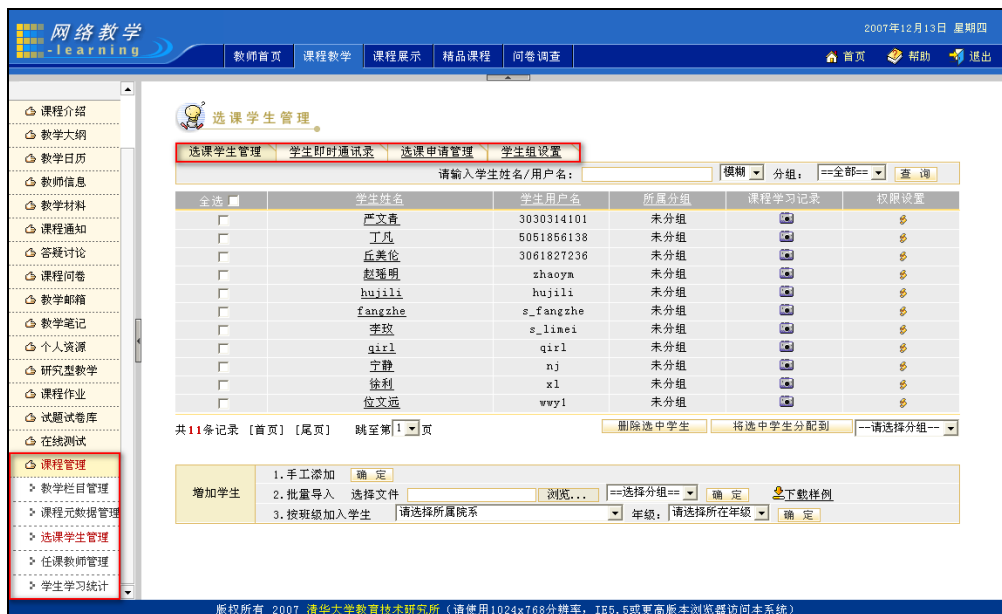 网络教学
-learning
2007年12月13日 星期四
教师首页 课程教学 课程展示 精品课程 问卷调查 首页 帮助 退出
课程介绍
教学大纲
教学日历
教师信息
教学材料
课程通知
答疑讨论
课程问卷
教学邮箱
教学笔记
个人资源
研究型教学
课程作业
试题试卷库
在线测试
课程管理
教学栏目管理
课程元数据管理
选课学生管理
任课教师管理
学生学习统计
选课学生管理
选课学生管理 学生即时通讯录 选课申请管理 学生组设置
请输入学生姓名/用户名: 模糊 分组: ==全部== 查 询
全选 学生姓名 学生用户名 所属分组 课程学习记录 权限设置
严文青 3030314101 未分组
丁凡 5051856138 未分组
丘美伦 3061827236 未分组
赵瑶明 zhaoym 未分组
hujili hujili 未分组
fangzhe s_fangzhe 未分组
李玫 s_limei 未分组
qirl qirl 未分组
宁静 nj 未分组
徐利 xl 未分组
位文远 wwyl 未分组
共11条记录 [首页] [尾页] 跳至第 1 页 删除选中学生 将选中学生分配到 --请选择分组--
增加学生
1.手工添加 确 定
2.批量导入 选择文件 浏览... ==选择分组== 确 定 下载样例
3.按班级加入学生 请选择所属院系 年级: 请选择所在年级 确 定
版权所有 2007 清华大学教育技术研究所(请使用1024x768分辨率, IE5.5或更高版本浏览器访问本系统)